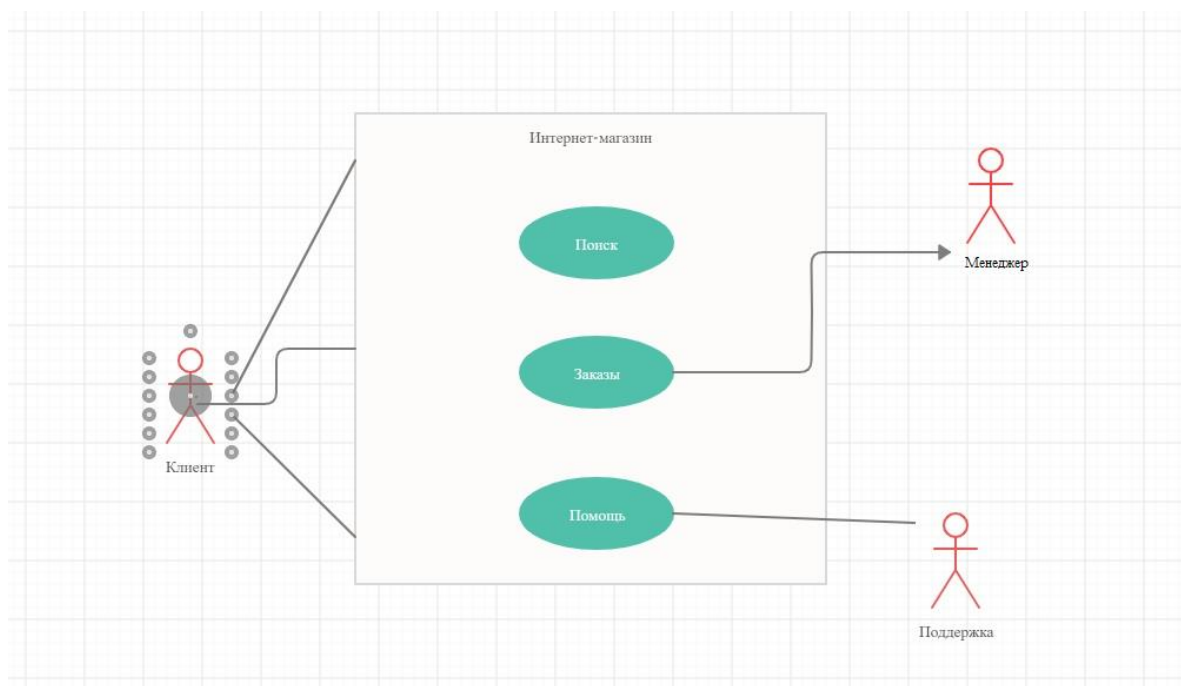 Интернет-магазин
Поиск
Менеджер
Заказы
Клиент
Помощь
Поддержка